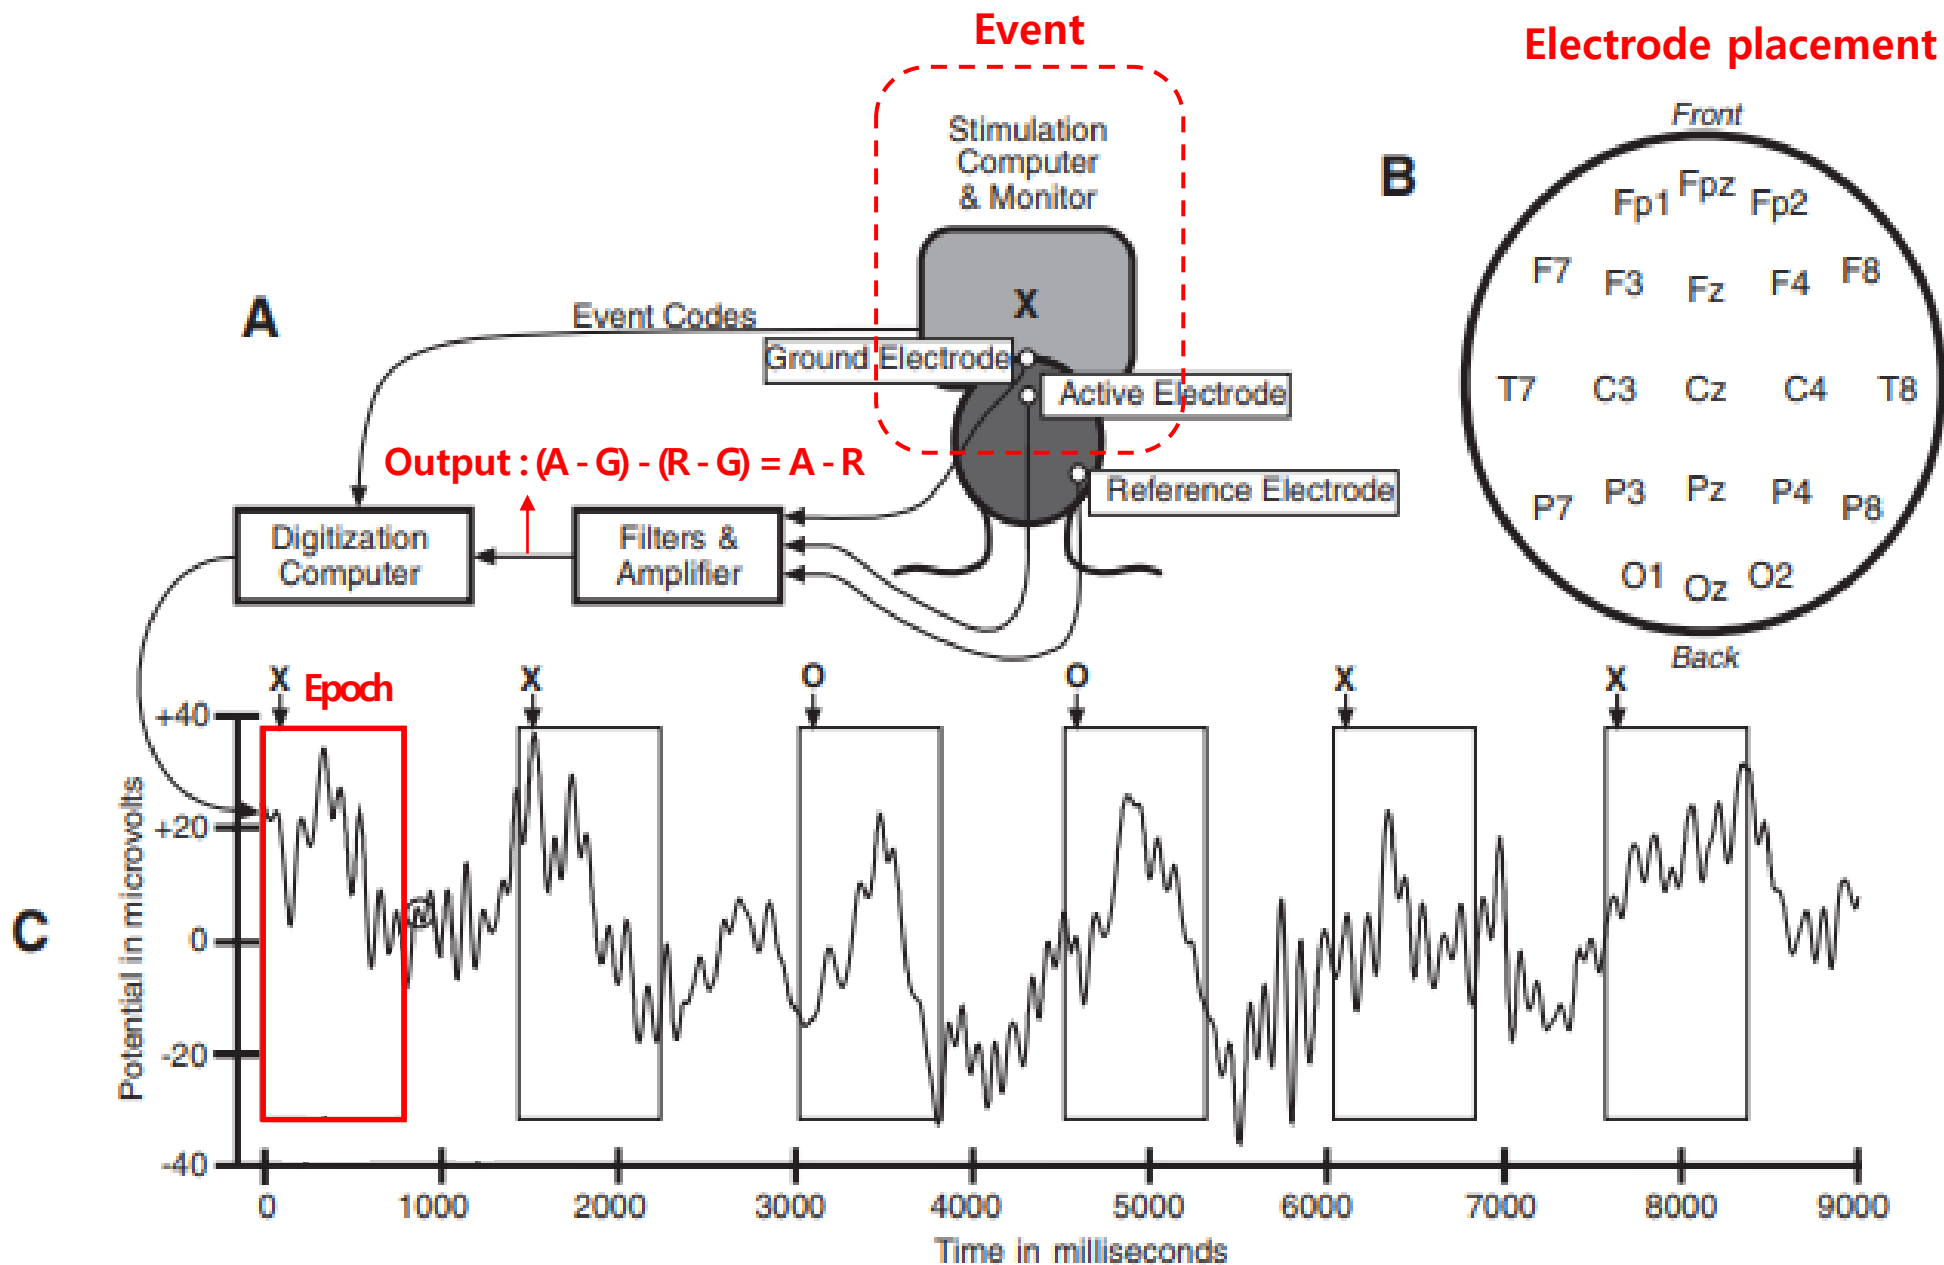 Event
Electrode placement
Stimulation
Computer
& Monitor
X
A
Event Codes
Ground Electrode
Active Electrode
Reference Electrode
Output : (A - G) - (R - G) = A - R
Digitization
Computer
Filters &
Amplifier
B
Front
Fp1 Fpz Fp2
F7 F3 Fz F4 F8
T7 C3 Cz C4 T8
P7 P3 Pz P4 P8
O1 Oz O2
Back
X Epoch X O O X X
C
Potential in microvolts
+40
+20
0
-20
-40
@
0 1000 2000 3000 4000 5000 6000 7000 8000 9000
Time in milliseconds